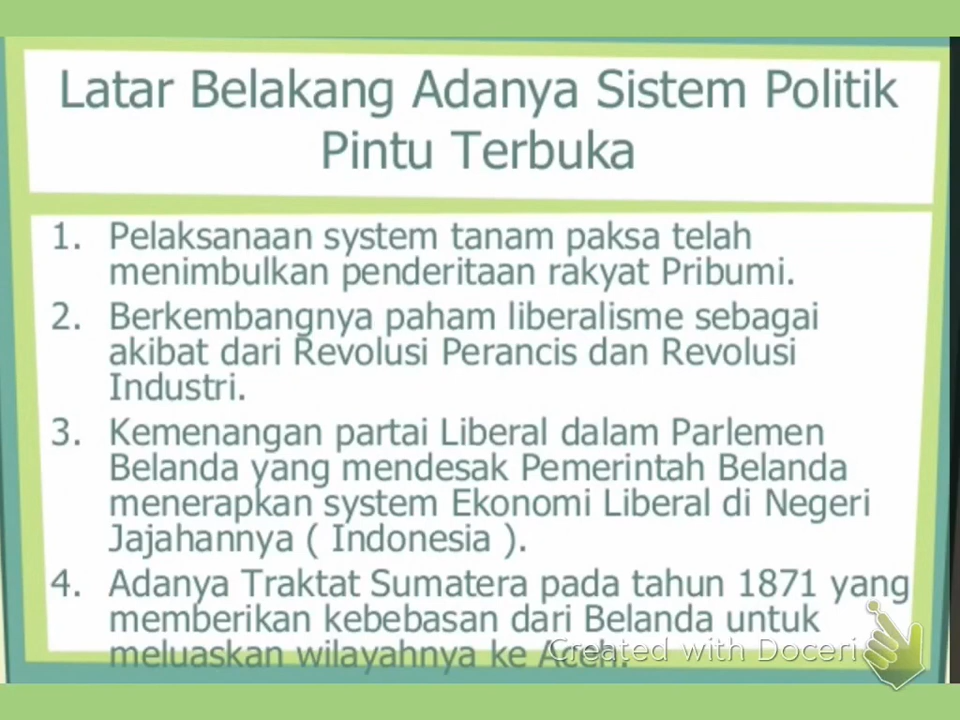 Latar Belakang Adanya Sistem Politik
Pintu Terbuka
1. Pelaksanaan system tanam paksa telah
menimbulkan penderitaan rakyat Pribumi.
2. Berkembangnya paham liberalisme sebagai
akibat dari Revolusi Perancis dan Revolusi
Industri.
3. Kemenangan partai Liberal dalam Parlemen
Belanda yang mendesak Pemerintah Belanda
menerapkan system Ekonomi Liberal di Negeri
Jajahannya ( Indonesia ).
4. Adanya Traktat Sumatera pada tahun 1871 yang
memberikan kebebasan dari Belanda untuk
meluaskan wilayahnya ke Aceh.
Created with Doceri